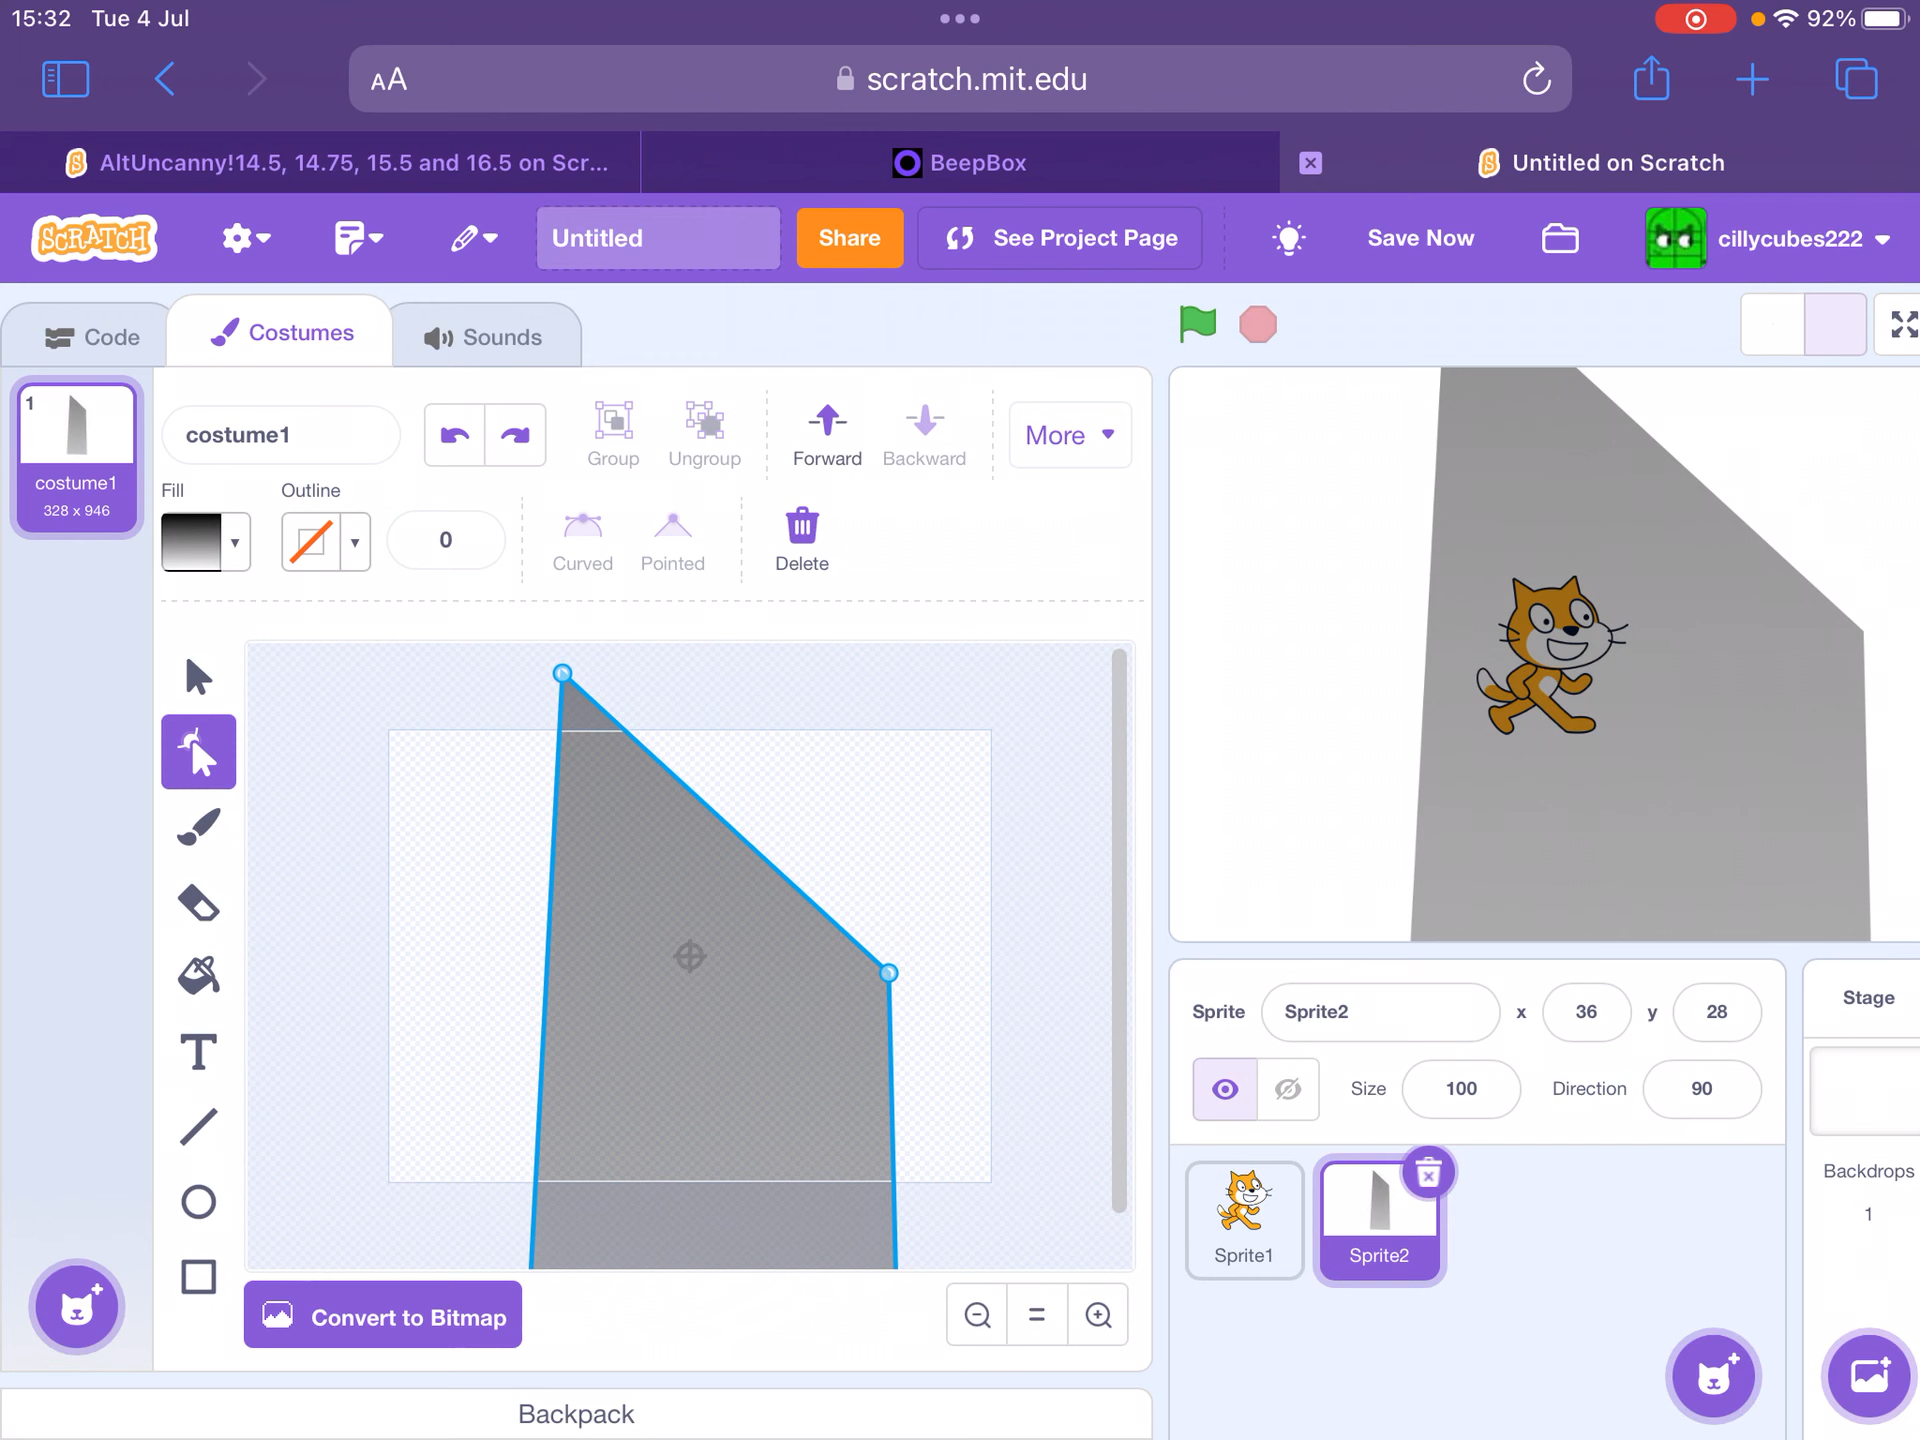 15:32 Tue 4 Jul
92%
AA scratch.mit.edu
AltUncanny!14.5, 14.75, 15.5 and 16.5 on Scr...
BeepBox
Untitled on Scratch
SCRATCH
Untitled
Share
See Project Page
Save Now
cillycubes222
Code
Costumes
Sounds
1
costume1
328 x 946
costume1
Group
Ungroup
Forward
Backward
More
Fill
Outline
0
Curved
Pointed
Delete
T
Convert to Bitmap
=
Backpack
Sprite
Sprite2
x
36
y
28
Size
100
Direction
90
Sprite1
Sprite2
Stage
Backdrops
1